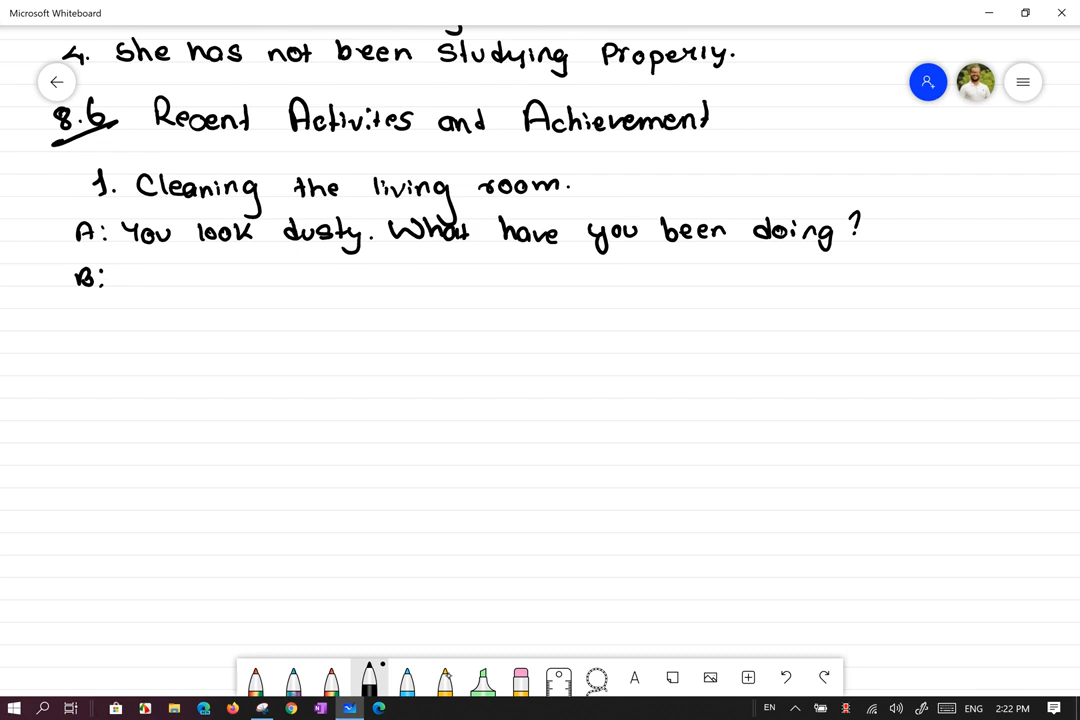 Microsoft Whiteboard
4. She has not been studying properly.
8.6 Recent Activites and Achievement
1. Cleaning the living room.
A: You look dusty. What have you been doing?
B:
A
EN
ENG 2:22 PM